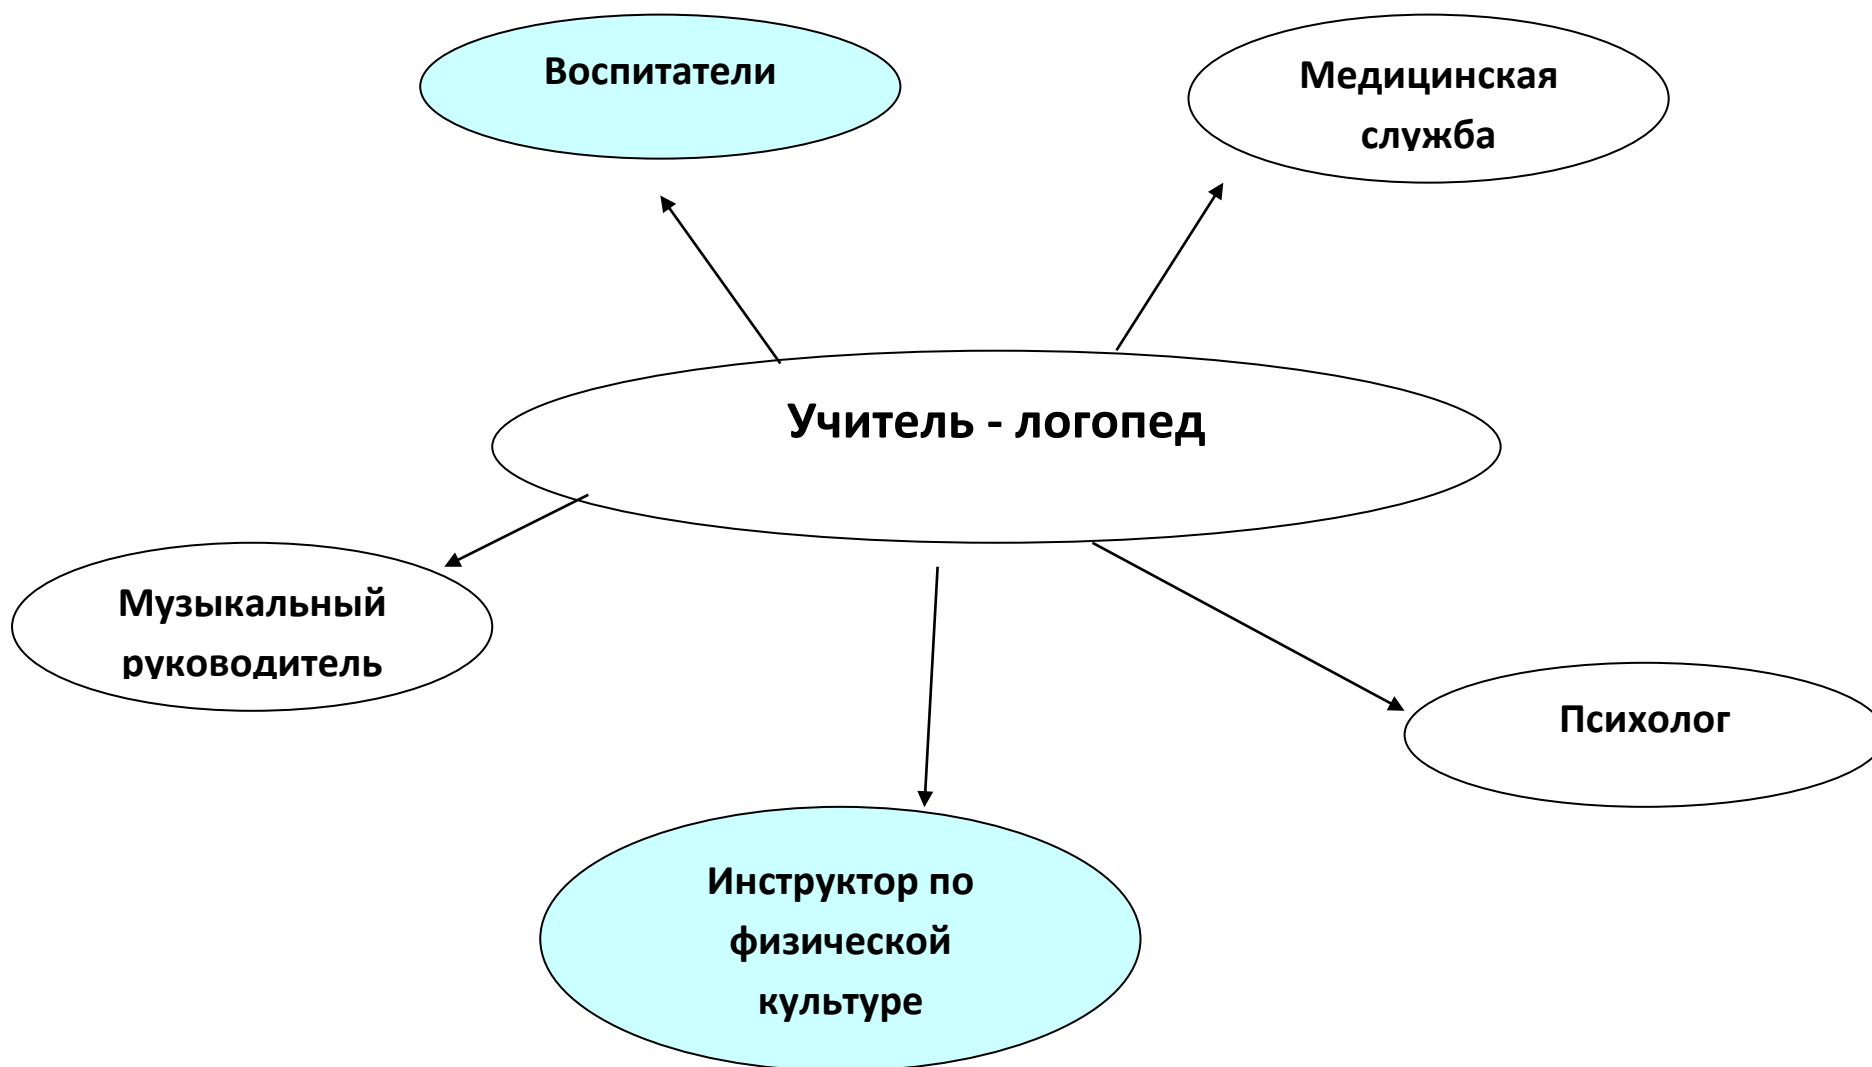 Воспитатели
Медицинская
служба
Учитель - логопед
Музыкальный
руководитель
Психолог
Инструктор по
физической
культуре